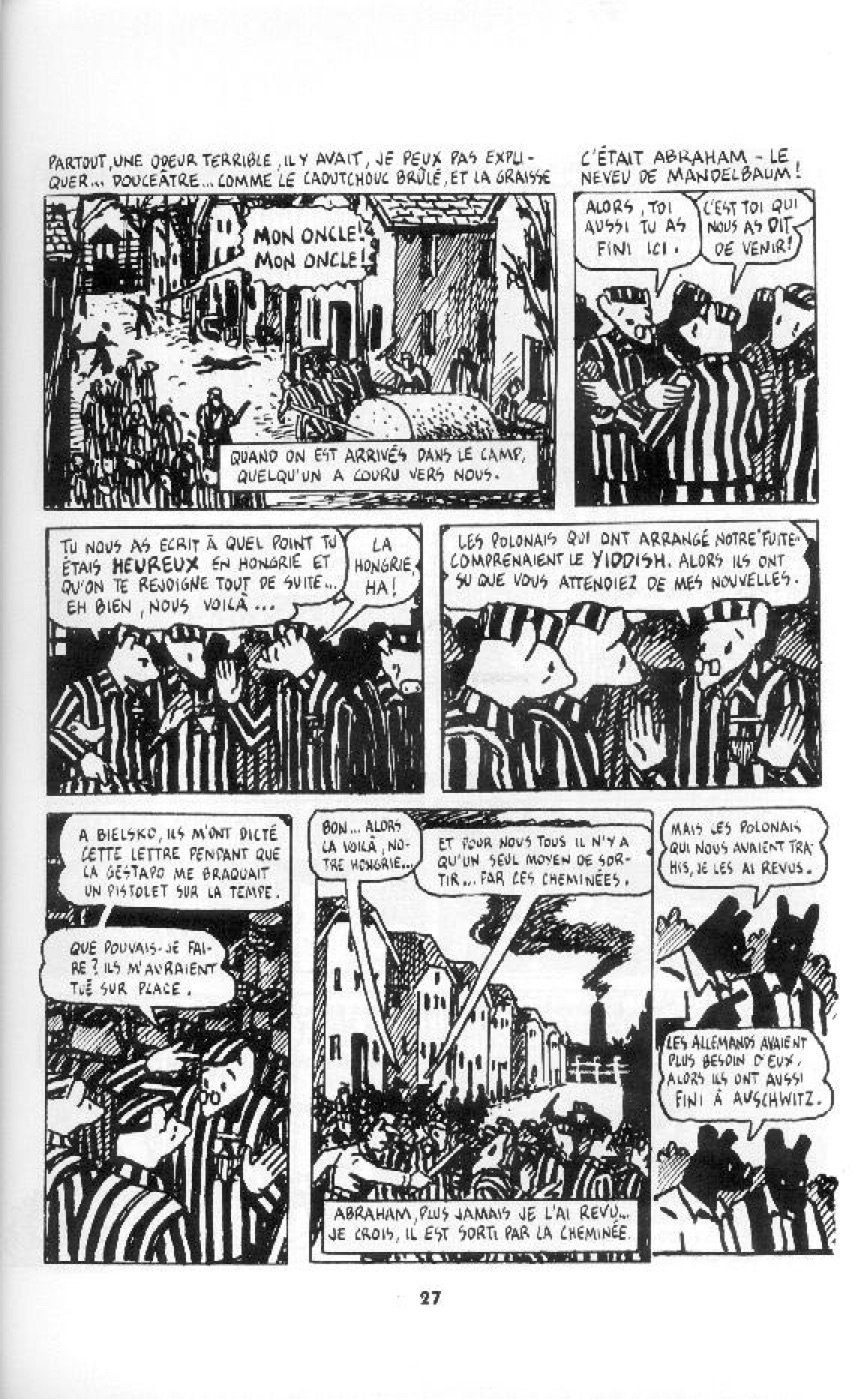 PARTOUT, UNE ODEUR TERRIBLE, IL Y AVAIT, JE PEUX PAS EXPLI-
QUER... DOUCEÂTRE... COMME LE CAOUTCHOUC BRÛLÉ, ET LA GRAISSE
MON ONCLE!
MON ONCLE!
QUAND ON EST ARRIVÉS DANS LE CAMP,
QUELQU'UN A COURU VERS NOUS.
C'ÉTAIT ABRAHAM - LE
NEVEU DE MANDELBAUM!
ALORS, TOI
AUSSI TU AS
FINI ICI.
C'EST TOI QUI
NOUS AS DIT
DE VENIR!
TU NOUS AS ECRIT À QUEL POINT TU
ÉTAIS HEUREUX EN HONGRIE ET
QU'ON TE REJOIGNE TOUT DE SUITE...
EH BIEN, NOUS VOILÀ...
LA
HONGRIE,
HA!
LES POLONAIS QUI ONT ARRANGÉ NOTRE "FUITE"
COMPRENAIENT LE YIDDISH. ALORS ILS ONT
SU QUE VOUS ATTENDIEZ DE MES NOUVELLES.
A BIELSKO, ILS M'ONT DICTÉ
CETTE LETTRE PENDANT QUE
LA GESTAPO ME BRAQUAIT
UN PISTOLET SUR LA TEMPE.
QUE POUVAIS-JE FAI-
RE? ILS M'AURAIENT
TUÉ SUR PLACE.
BON... ALORS
LA VOILÀ, NO-
TRE HONGRIE...
ET POUR NOUS TOUS IL N'Y A
QU'UN SEUL MOYEN DE SOR-
TIR... PAR CES CHEMINÉES.
ABRAHAM, PLUS JAMAIS JE L'AI REVU...
JE CROIS, IL EST SORTI PAR LA CHEMINÉE.
MAIS LES POLONAIS
QUI NOUS AVAIENT TRA-
HIS, JE LES AI REVUS.
LES ALLEMANDS AVAIENT
PLUS BESOIN D'EUX,
ALORS ILS ONT AUSSI
FINI À AUSCHWITZ.
27